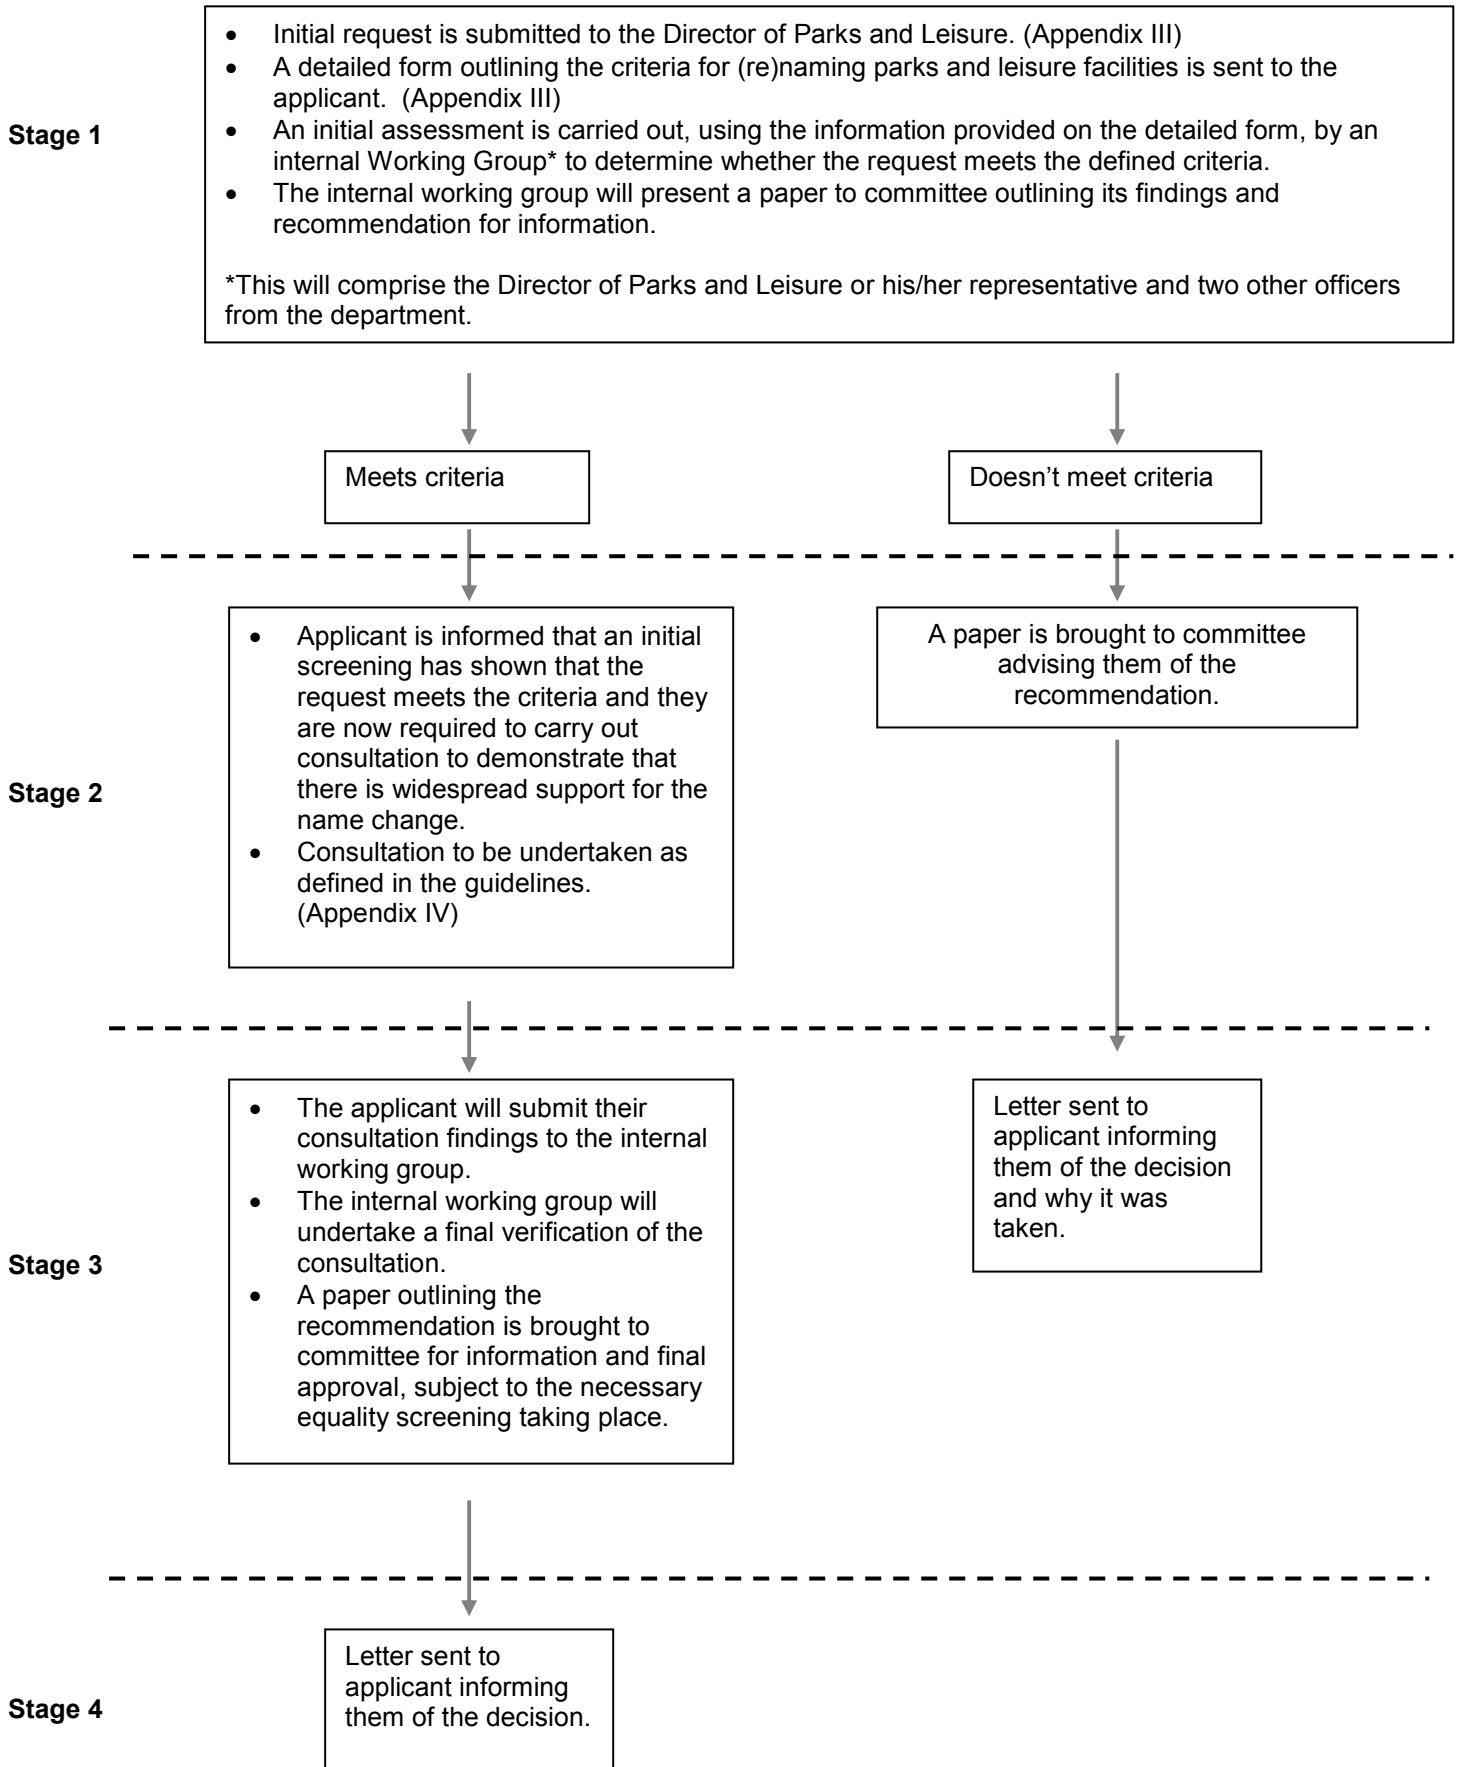 Stage 1
• Initial request is submitted to the Director of Parks and Leisure. (Appendix III)
• A detailed form outlining the criteria for (re)naming parks and leisure facilities is sent to the
applicant.  (Appendix III)
• An initial assessment is carried out, using the information provided on the detailed form, by an
internal Working Group* to determine whether the request meets the defined criteria.
• The internal working group will present a paper to committee outlining its findings and
recommendation for information.
*This will comprise the Director of Parks and Leisure or his/her representative and two other officers
from the department.
Meets criteria
Doesn’t meet criteria
Stage 2
• Applicant is informed that an initial
screening has shown that the
request meets the criteria and they
are now required to carry out
consultation to demonstrate that
there is widespread support for the
name change.
• Consultation to be undertaken as
defined in the guidelines.
(Appendix IV)
A paper is brought to committee
advising them of the
recommendation.
Stage 3
• The applicant will submit their
consultation findings to the internal
working group.
• The internal working group will
undertake a final verification of the
consultation.
• A paper outlining the
recommendation is brought to
committee for information and final
approval, subject to the necessary
equality screening taking place.
Letter sent to
applicant informing
them of the decision
and why it was
taken.
Stage 4
Letter sent to
applicant informing
them of the decision.